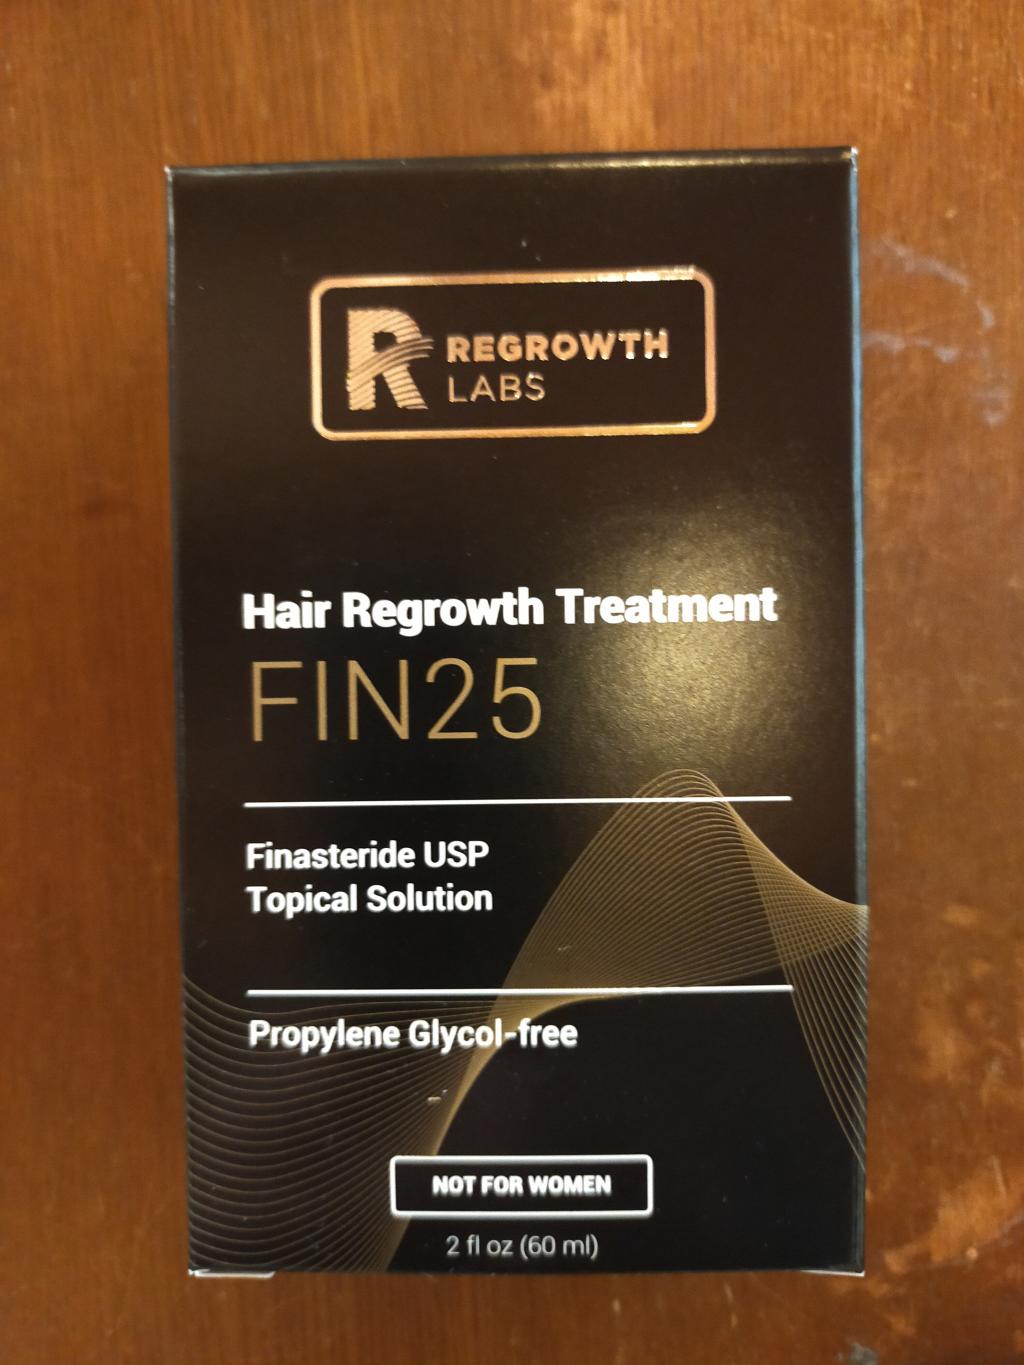 R REGROWTH
LABS
Hair Regrowth Treatment
FIN25
Finasteride USP
Topical Solution
Propylene Glycol-free
NOT FOR WOMEN
2 fl oz (60 ml)